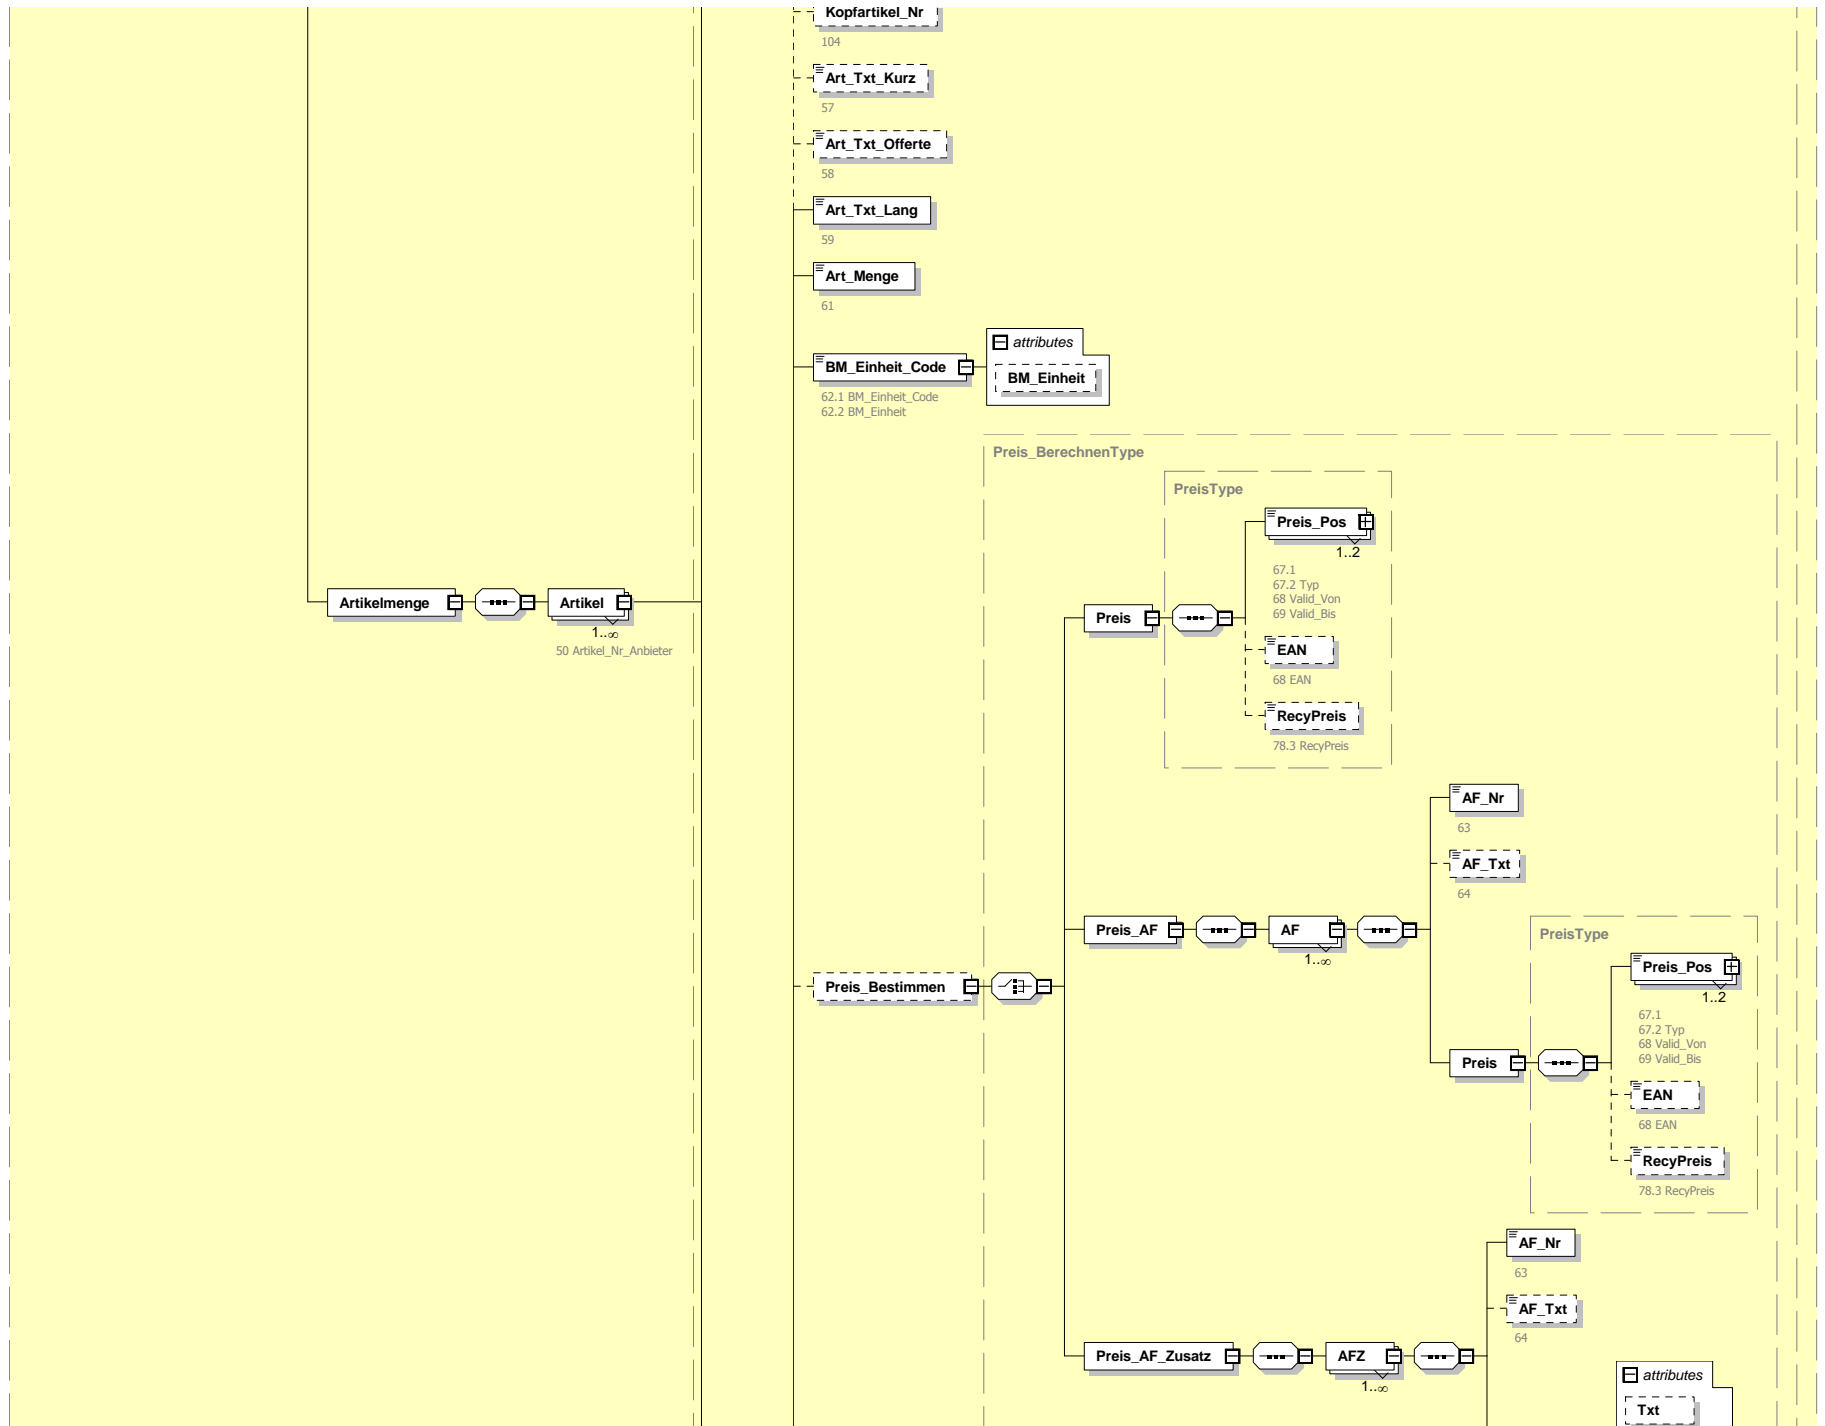 Kopfartikel_Nr
104
Art_Txt_Kurz
57
Art_Txt_Offerte
58
Art_Txt_Lang
59
Art_Menge
61
attributes
BM_Einheit_Code
BM_Einheit
62.1 BM_Einheit_Code
62.2 BM_Einheit
Preis_BerechnenType
PreisType
Preis_Pos
1..2
67.1
67.2 Typ
68 Valid_Von
69 Valid_Bis
Artikelmenge
Artikel
1..∞
50 Artikel_Nr_Anbieter
Preis
EAN
68 EAN
RecyPreis
78.3 RecyPreis
AF_Nr
63
AF_Txt
64
Preis_AF
AF
1..∞
PreisType
Preis_Pos
1..2
67.1
67.2 Typ
68 Valid_Von
69 Valid_Bis
Preis_Bestimmen
Preis
EAN
68 EAN
RecyPreis
78.3 RecyPreis
AF_Nr
63
AF_Txt
64
Preis_AF_Zusatz
AFZ
1..∞
attributes
Txt